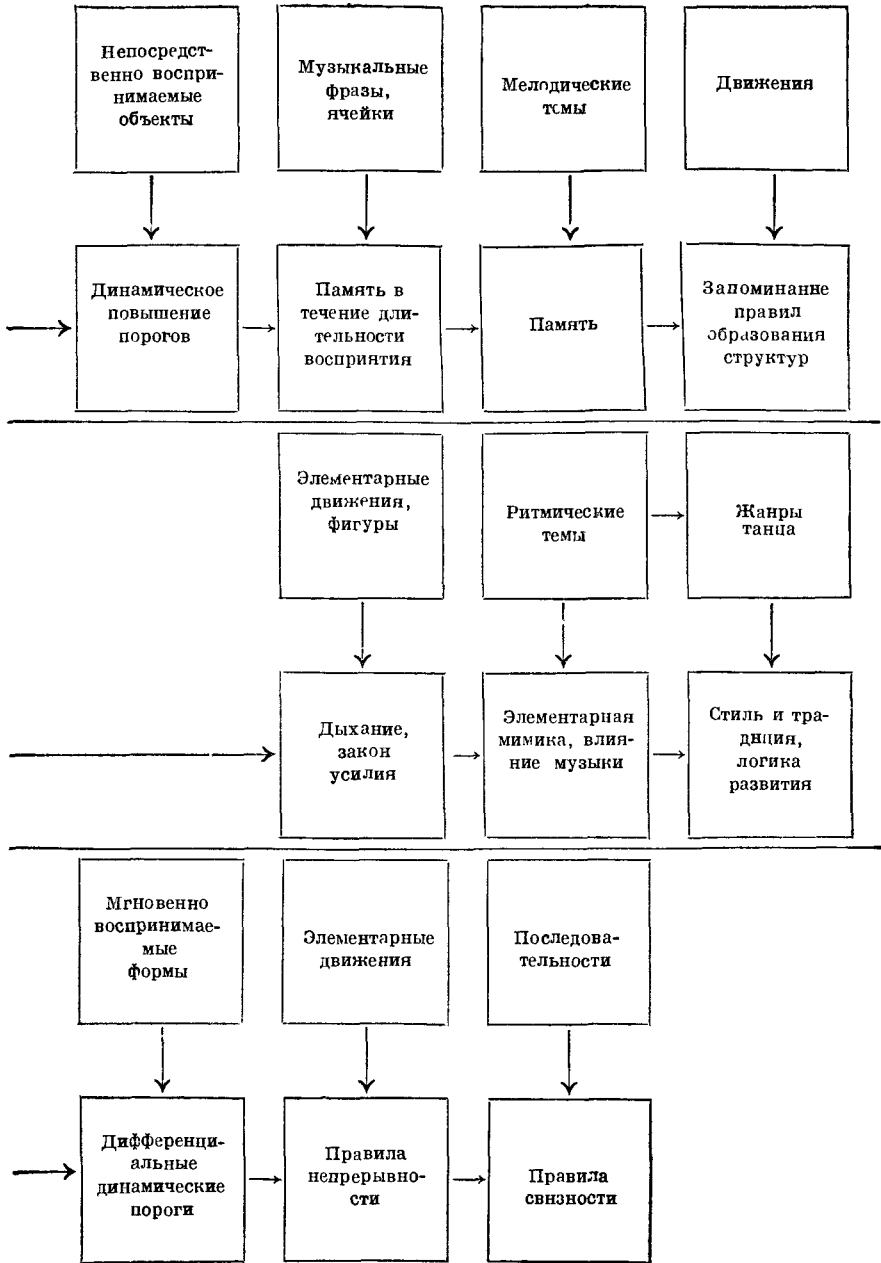 Непосредст-
венно воспри-
нимаемые
объекты
Музыкальные
фразы,
ячейки
Мелодические
темы
Движения
Динамическое
повышение
порогов
Память в
течение дли-
тельности
восприятия
Память
Запоминание
правил
образования
структур
Элементарные
движения,
фигуры
Ритмические
темы
Жанры
танца
Дыхание,
закон
усилия
Элементарная
мимика, влия-
ние музыки
Стиль и тра-
диция,
логика
развития
Мгновенно
воспринимае-
мые
формы
Элементарные
движения
Последова-
тельности
Дифференци-
альные
динамические
пороги
Правила
непрерывно-
сти
Правила
связности